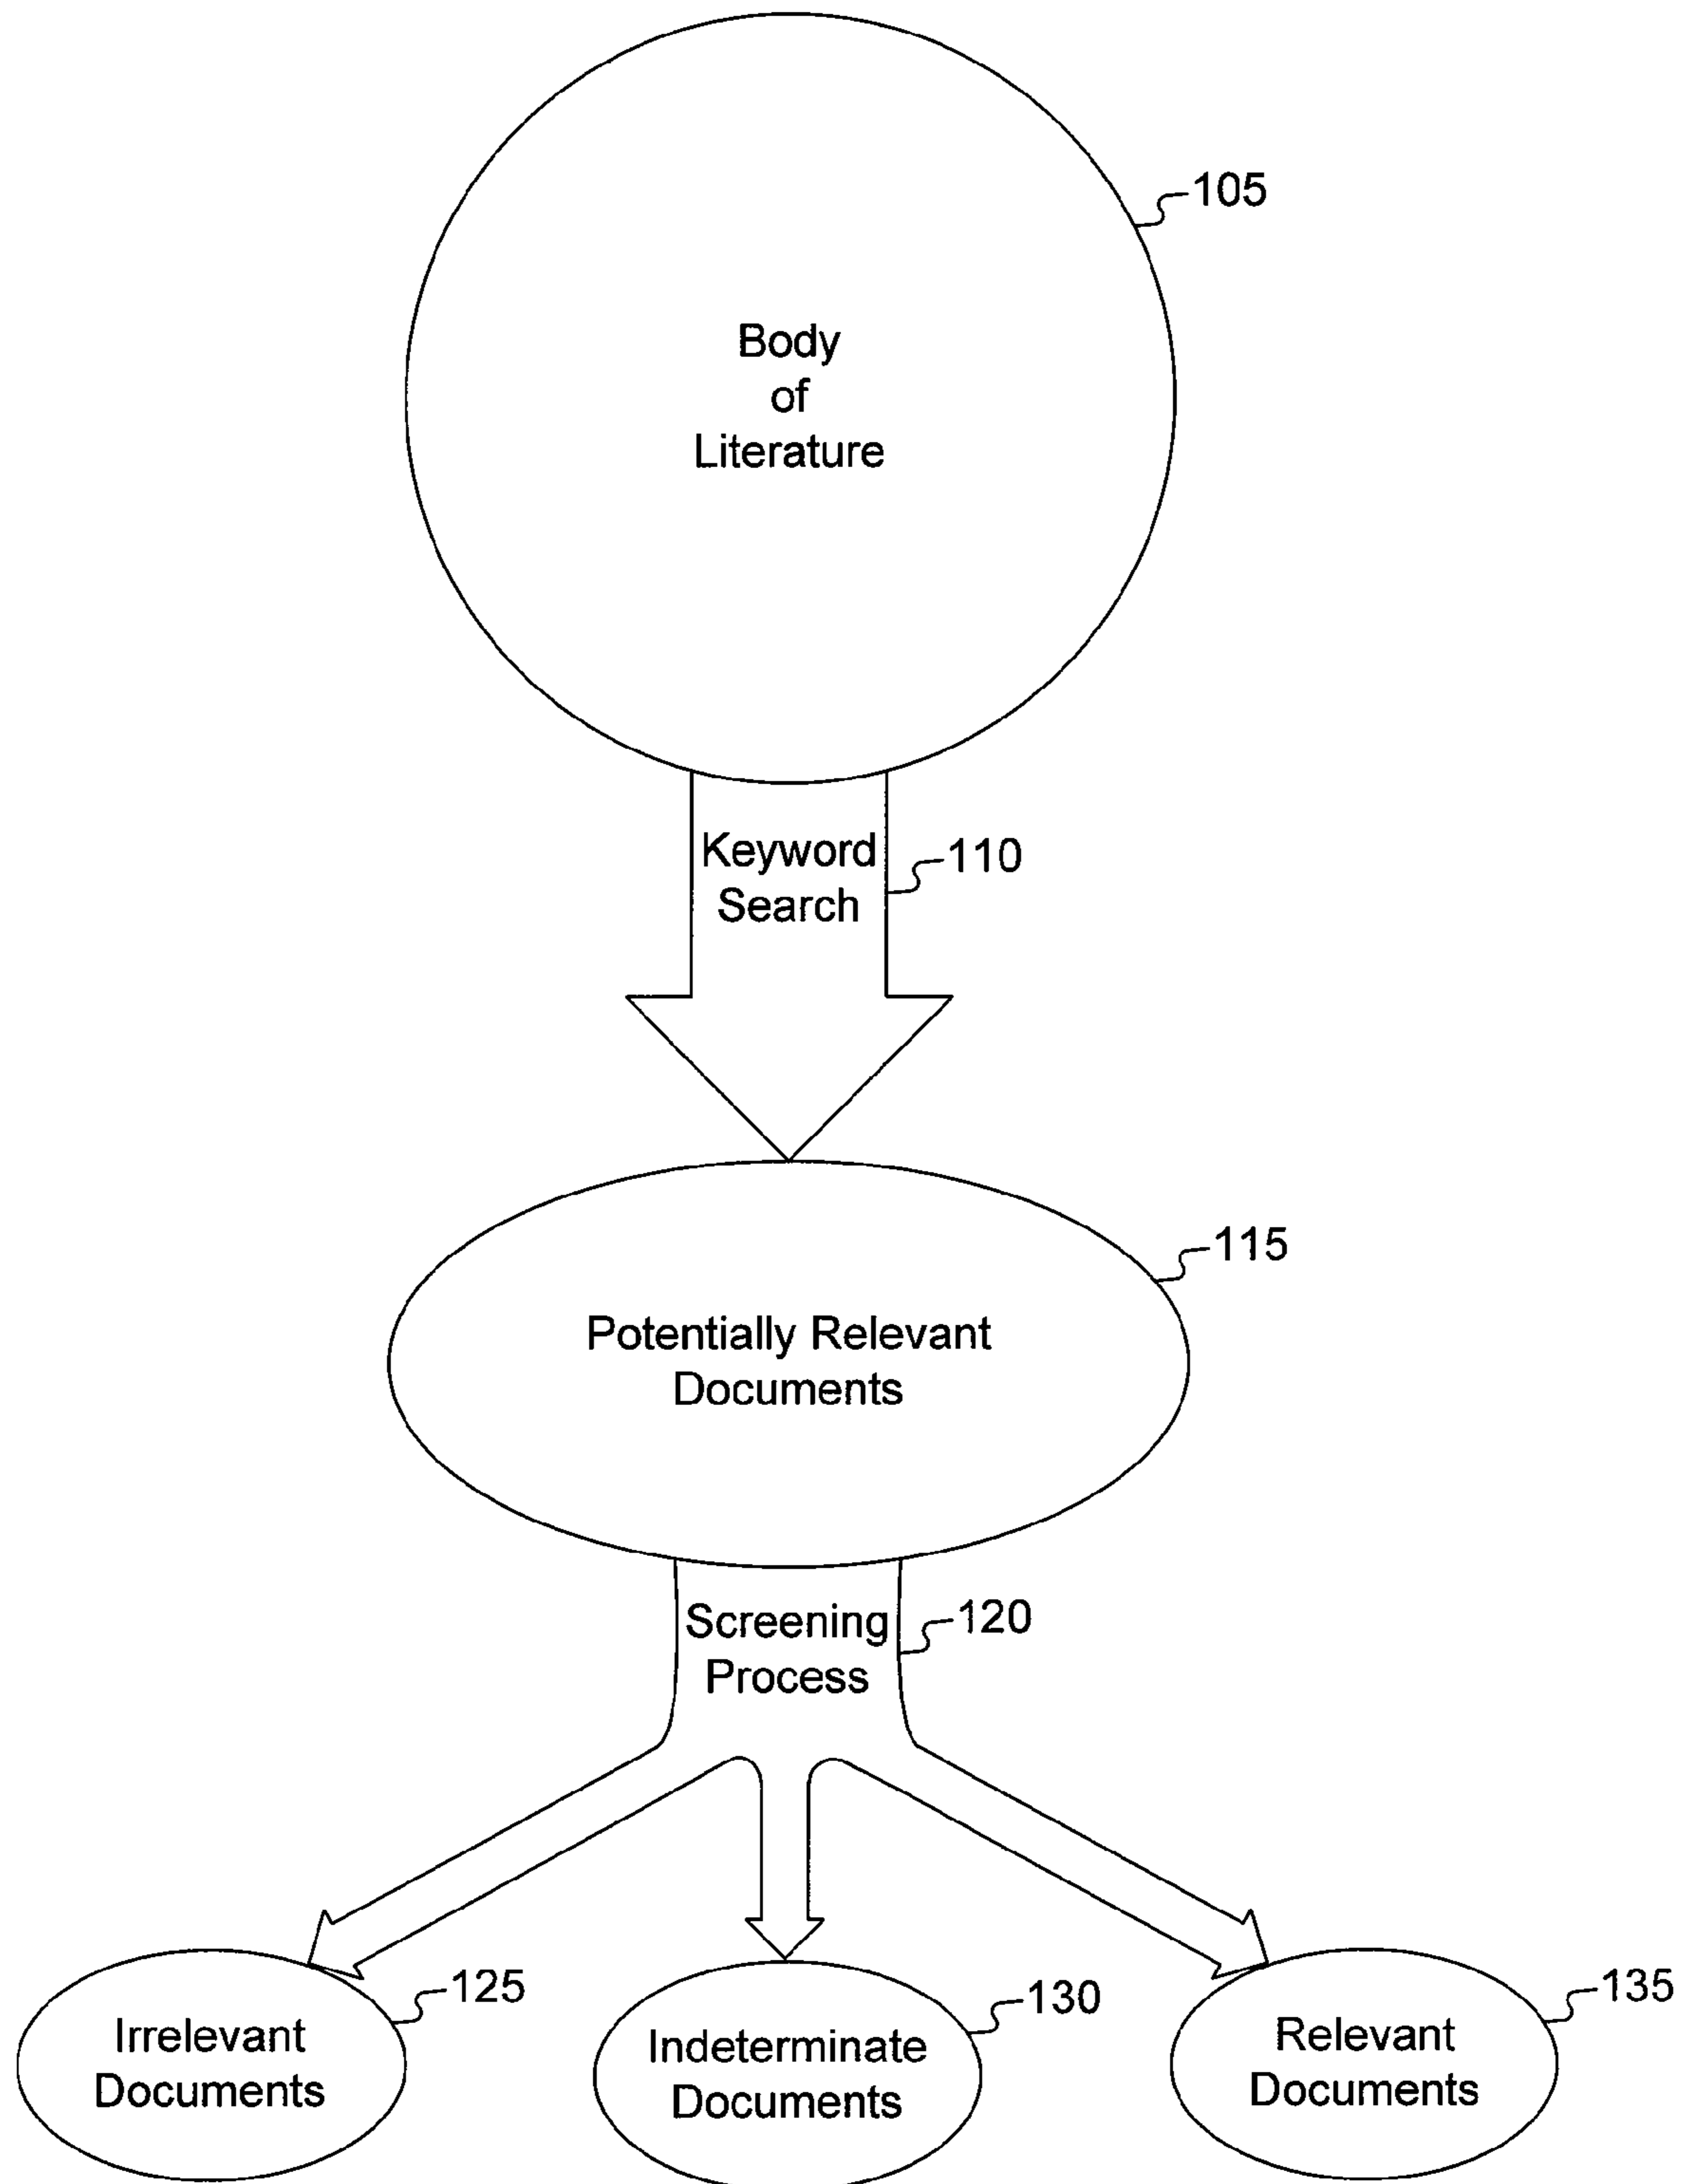 105
Body
of
Literature
Keyword
Search
110
115
Potentially Relevant
Documents
Screening
Process
120
Irrelevant
Documents
125
Indeterminate
Documents
130
Relevant
Documents
135